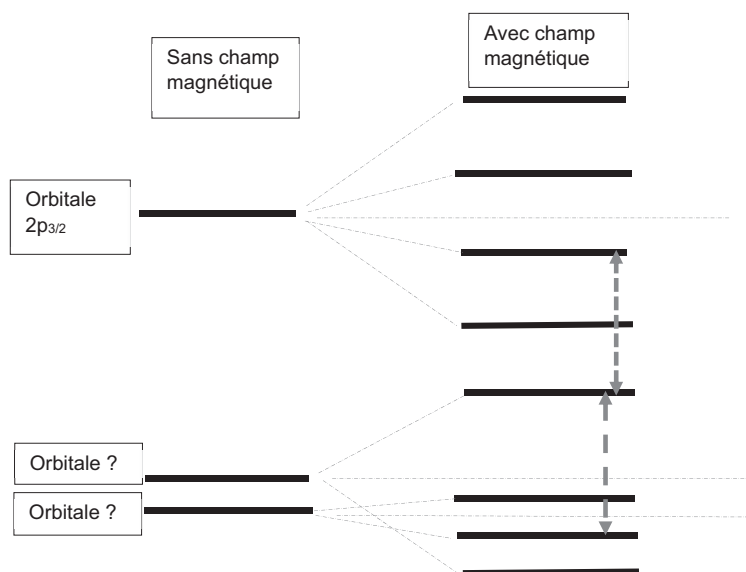 Sans champ
magnétique
Avec champ
magnétique
Orbitale
2p3/2
Orbitale ?
Orbitale ?